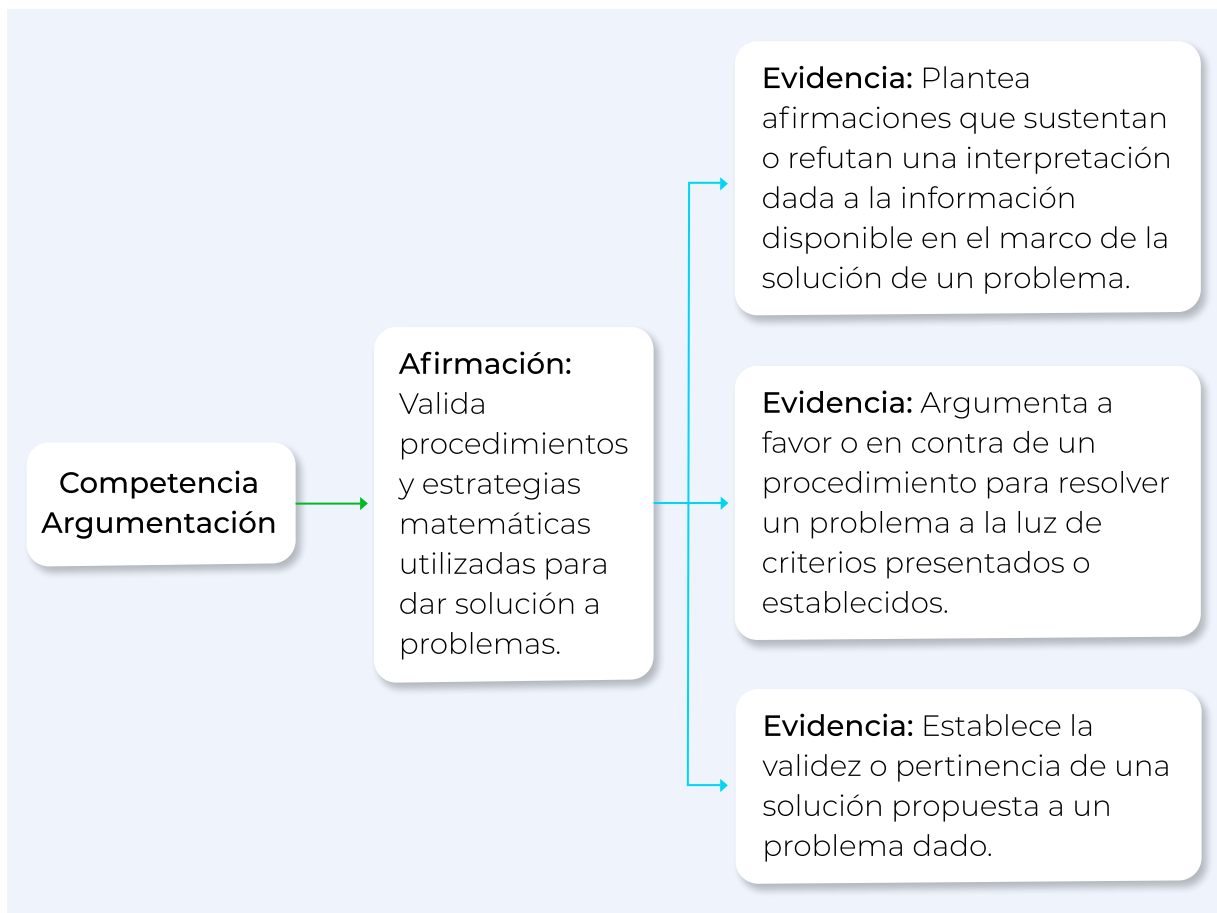 Competencia
Argumentación
Afirmación:
Valida
procedimientos
y estrategias
matemáticas
utilizadas para
dar solución a
problemas.
Evidencia: Plantea
afirmaciones que sustentan
o refutan una interpretación
dada a la información
disponible en el marco de la
solución de un problema.
Evidencia: Argumenta a
favor o en contra de un
procedimiento para resolver
un problema a la luz de
criterios presentados o
establecidos.
Evidencia: Establece la
validez o pertinencia de una
solución propuesta a un
problema dado.